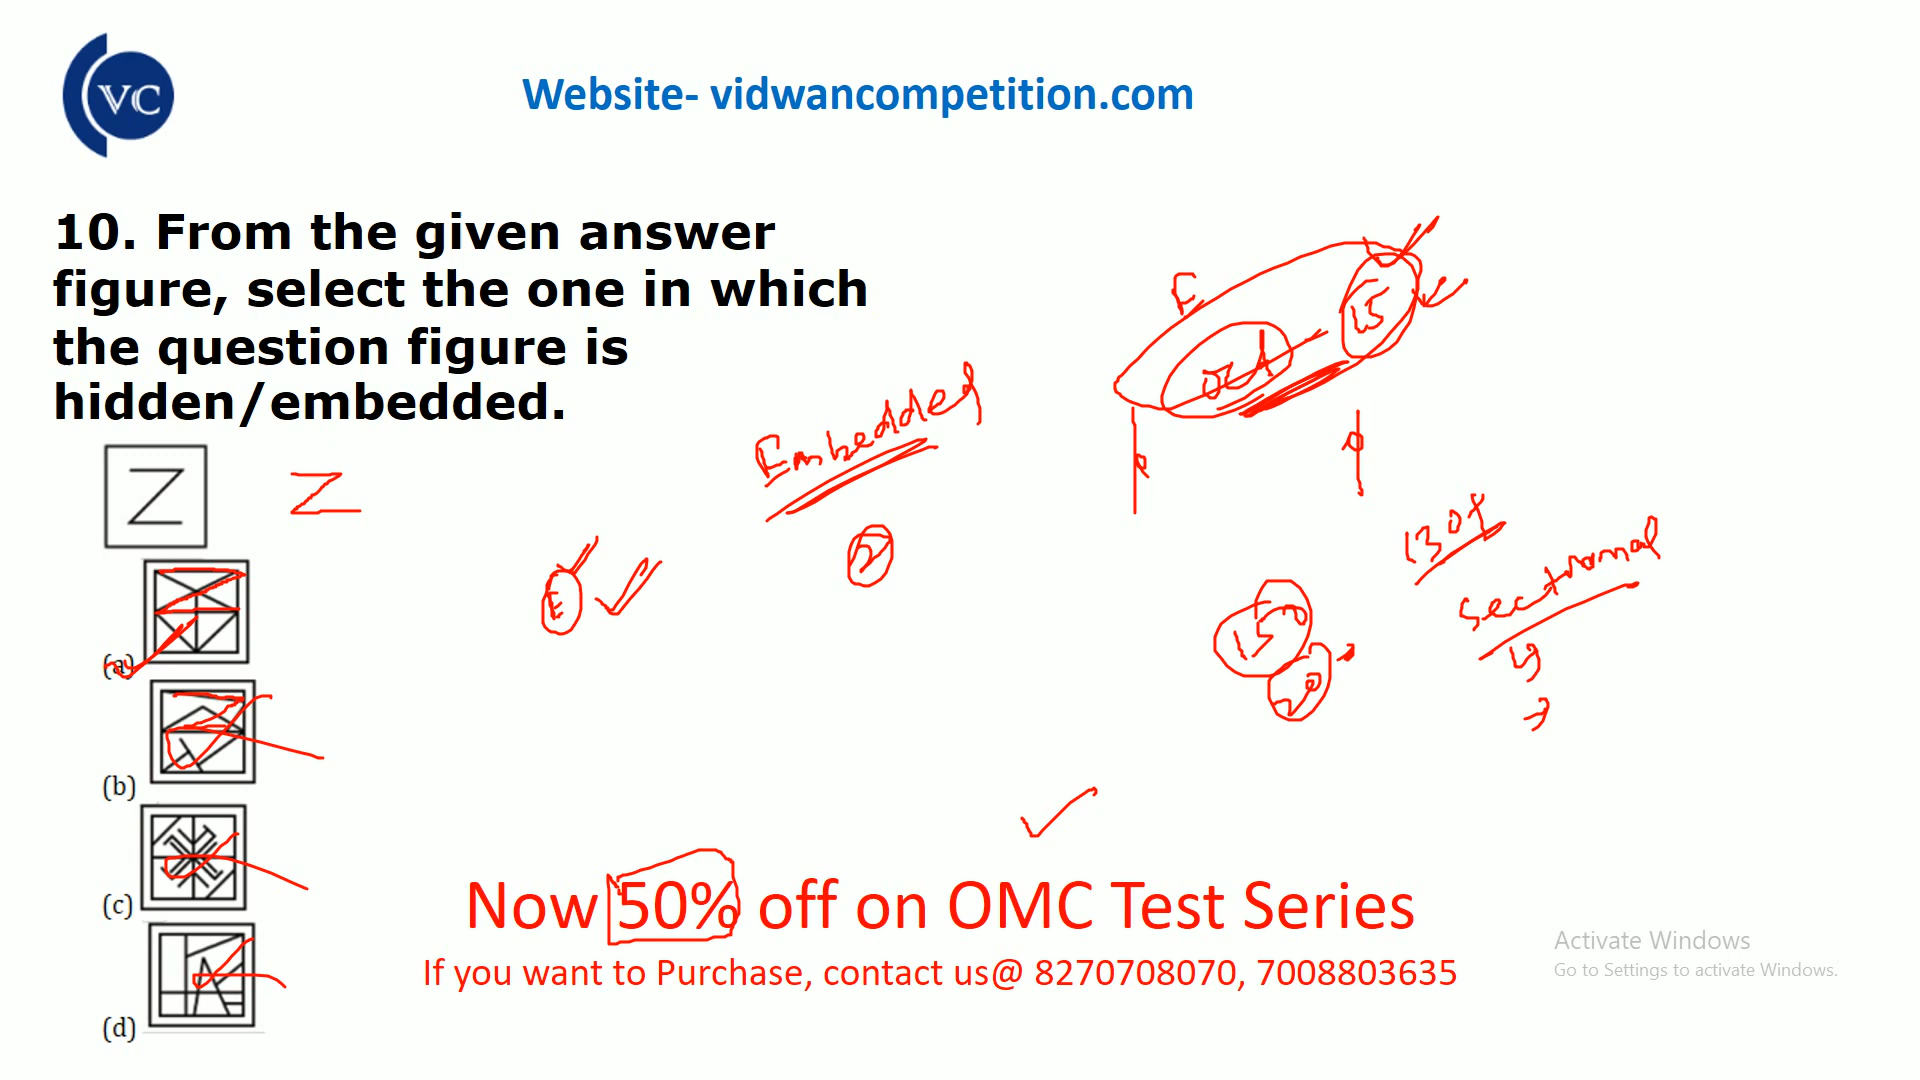 VC
Website- vidwancompetition.com
10. From the given answer
figure, select the one in which
the question figure is
hidden/embedded.
Z
Z
Embedded
E
15
(a)
15
Sectional
(b)
(c)
(d)
Now 50% off on OMC Test Series
If you want to Purchase, contact us@ 8270708070, 7008803635
Activate Windows
Go to Settings to activate Windows.